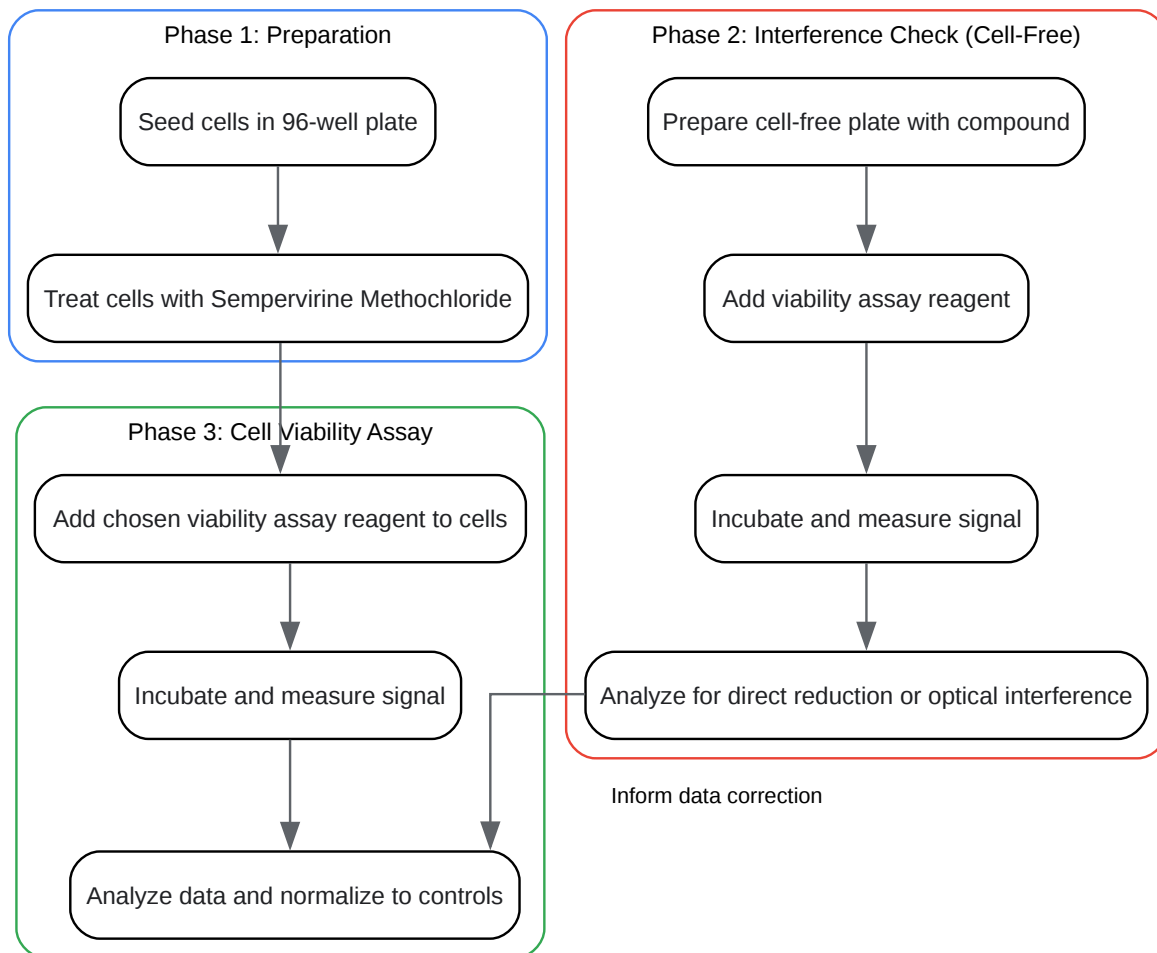 Phase 1: Preparation
Seed cells in 96-well plate
Treat cells with Sempervirine Methochloride
Phase 2: Interference Check (Cell-Free)
Prepare cell-free plate with compound
Add viability assay reagent
Incubate and measure signal
Analyze for direct reduction or optical interference
Inform data correction
Phase 3: Cell Viability Assay
Add chosen viability assay reagent to cells
Incubate and measure signal
Analyze data and normalize to controls